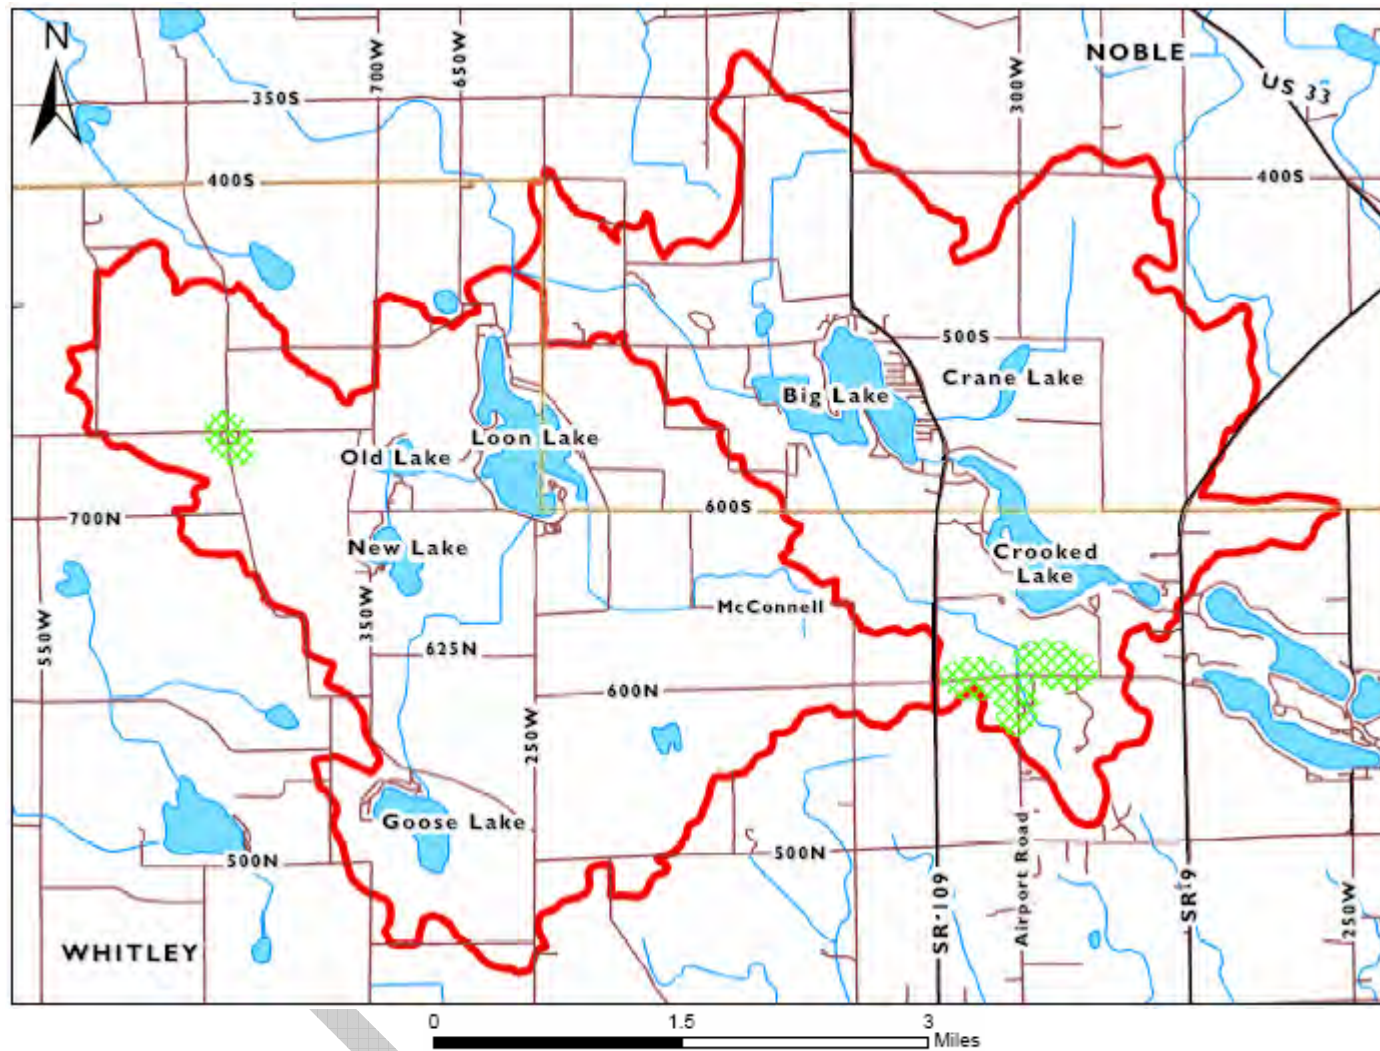 N
700W
650W
300W
NOBLE
US 33
350S
400S
400S
500S
Crane Lake
Big Lake
Loon Lake
Old Lake
700N
600S
New Lake
Crooked
Lake
McConnell
550W
350W
625N
600N
250W
Goose Lake
500N
500N
SR 109
Airport Road
SR 9
250W
WHITLEY
0
1.5
3
Miles